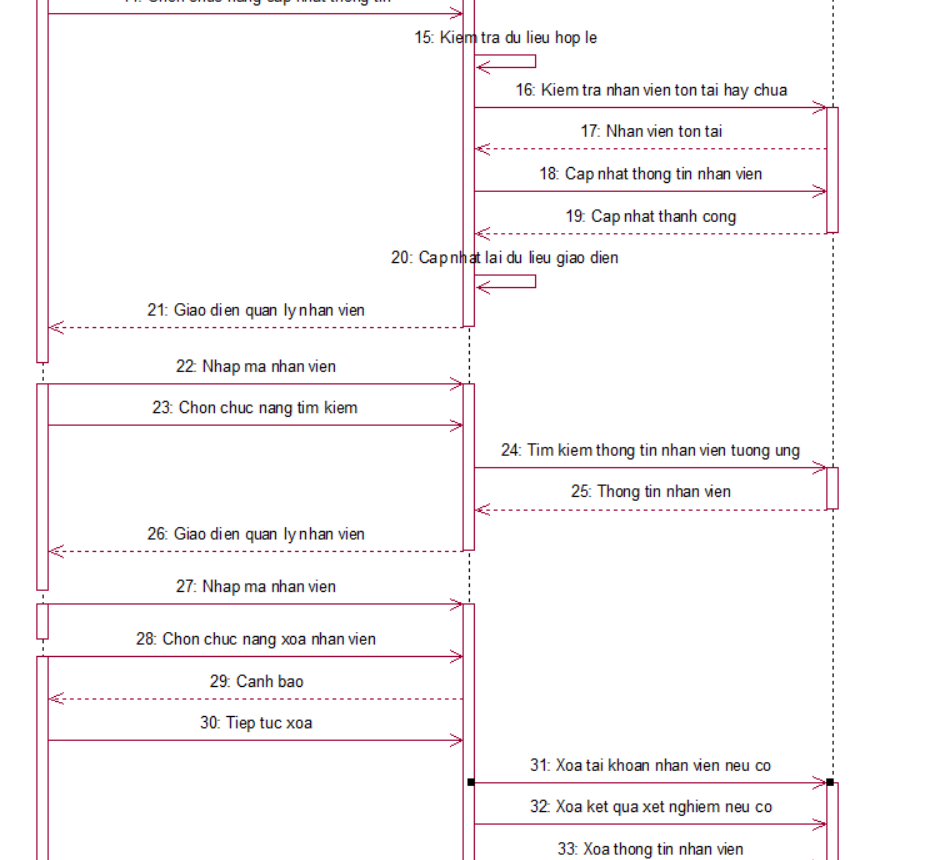 15: Kiem tra du lieu hop le
16: Kiem tra nhan vien ton tai hay chua
17: Nhan vien ton tai
18: Cap nhat thong tin nhan vien
19: Cap nhat thanh cong
20: Cap nhat lai du lieu giao dien
21: Giao dien quan ly nhan vien
22: Nhap ma nhan vien
23: Chon chuc nang tim kiem
24: Tim kiem thong tin nhan vien tuong ung
25: Thong tin nhan vien
26: Giao dien quan ly nhan vien
27: Nhap ma nhan vien
28: Chon chuc nang xoa nhan vien
29: Canh bao
30: Tiep tuc xoa
31: Xoa tai khoan nhan vien neu co
32: Xoa ket qua xet nghiem neu co
33: Xoa thong tin nhan vien